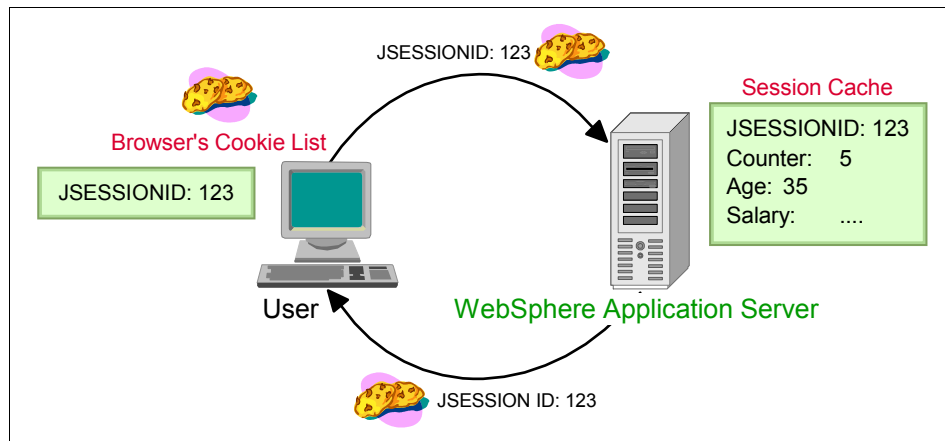 JSESSIONID: 123
Session Cache
Browser's Cookie List
JSESSIONID: 123
JSESSIONID: 123
Counter: 5
Age: 35
Salary: ....
User
WebSphere Application Server
JSESSION ID: 123